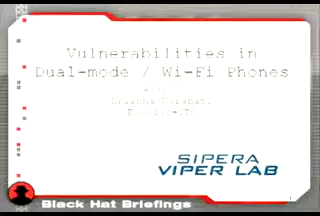 Vulnerabilities in
Dual-mode / Wi-Fi Phones
SIPERA
VIPER LAB
Black Hat Briefings